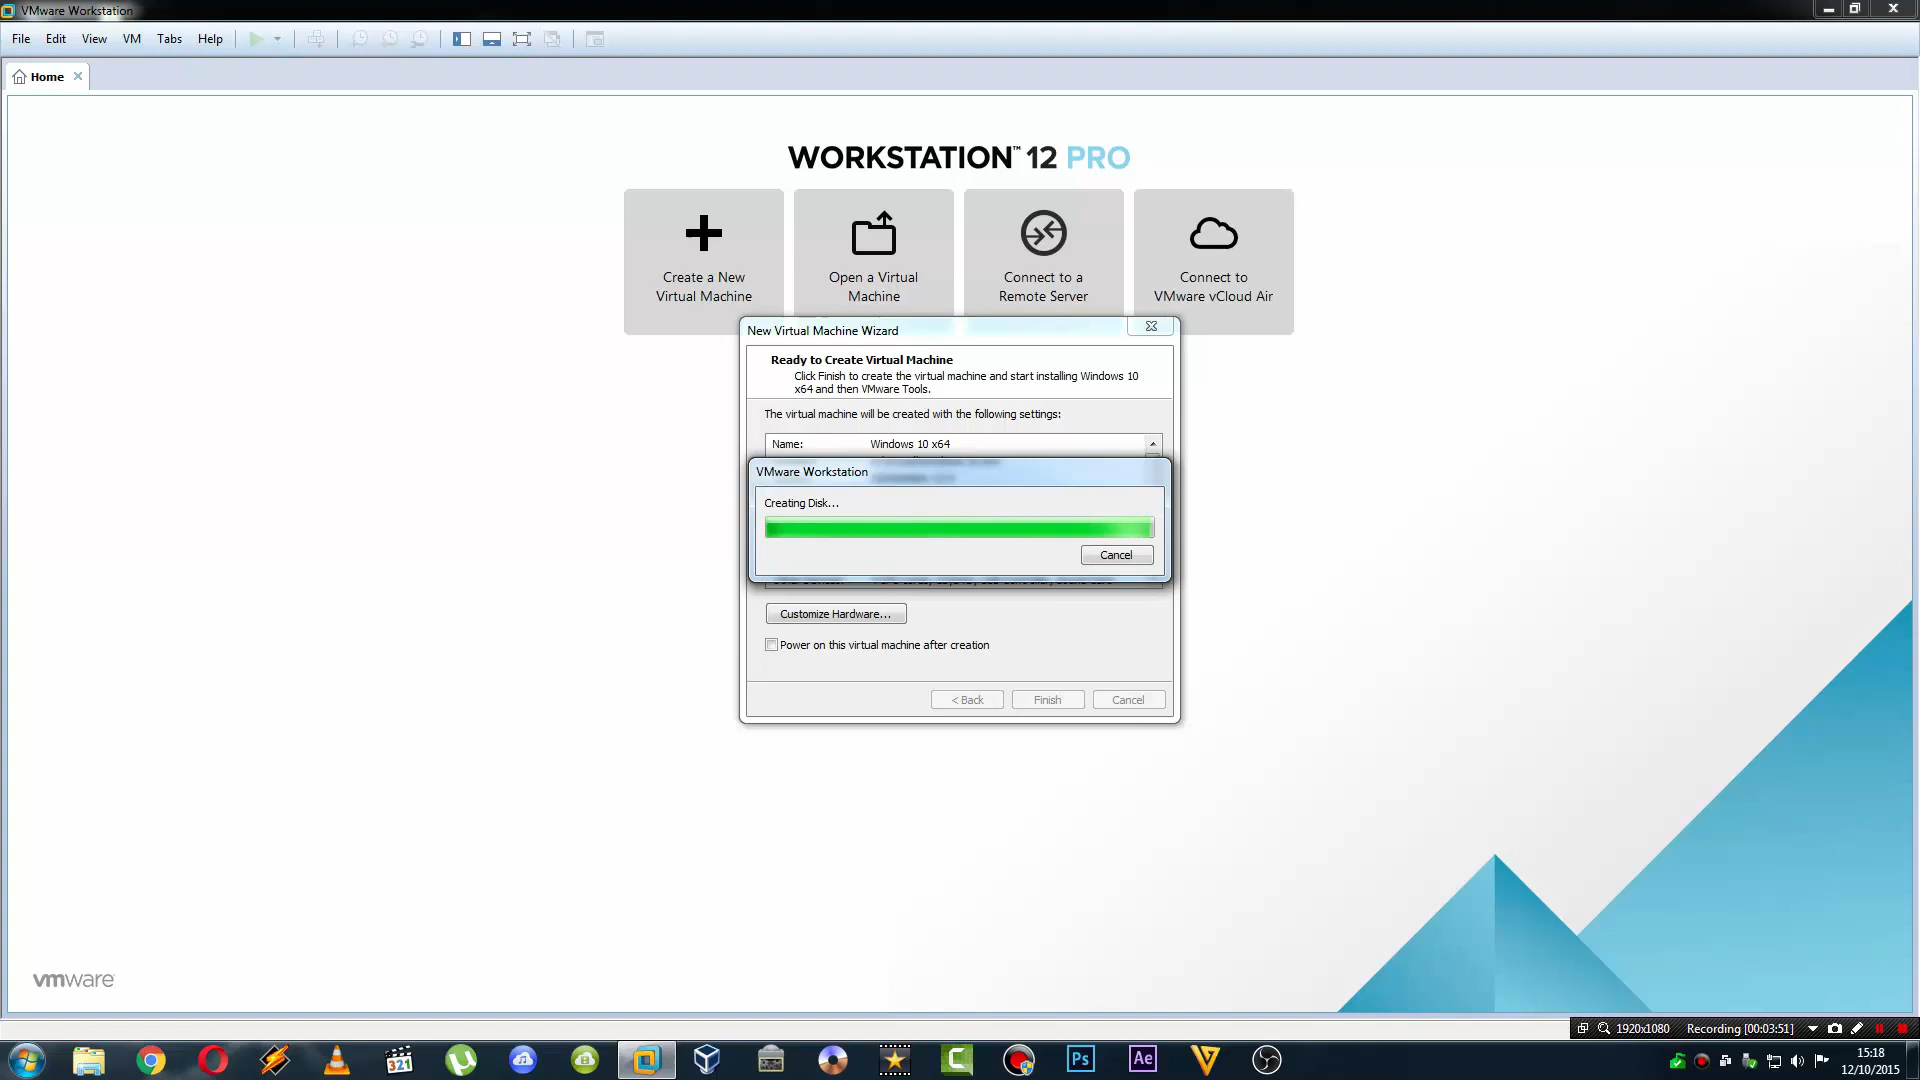 VMware Workstation
File Edit View VM Tabs Help
Home
WORKSTATION™ 12 PRO
Create a New
Virtual Machine
Open a Virtual
Machine
Connect to a
Remote Server
Connect to
VMware vCloud Air
New Virtual Machine Wizard
Ready to Create Virtual Machine
Click Finish to create the virtual machine and start installing Windows 10
x64 and then VMware Tools.
The virtual machine will be created with the following settings:
Name: Windows 10 x64
VMware Workstation
Creating Disk...
Cancel
Customize Hardware...
Power on this virtual machine after creation
< Back Finish Cancel
vmware
1920x1080 Recording [00:03:51]
321
Ps
Ae
15:18
12/10/2015